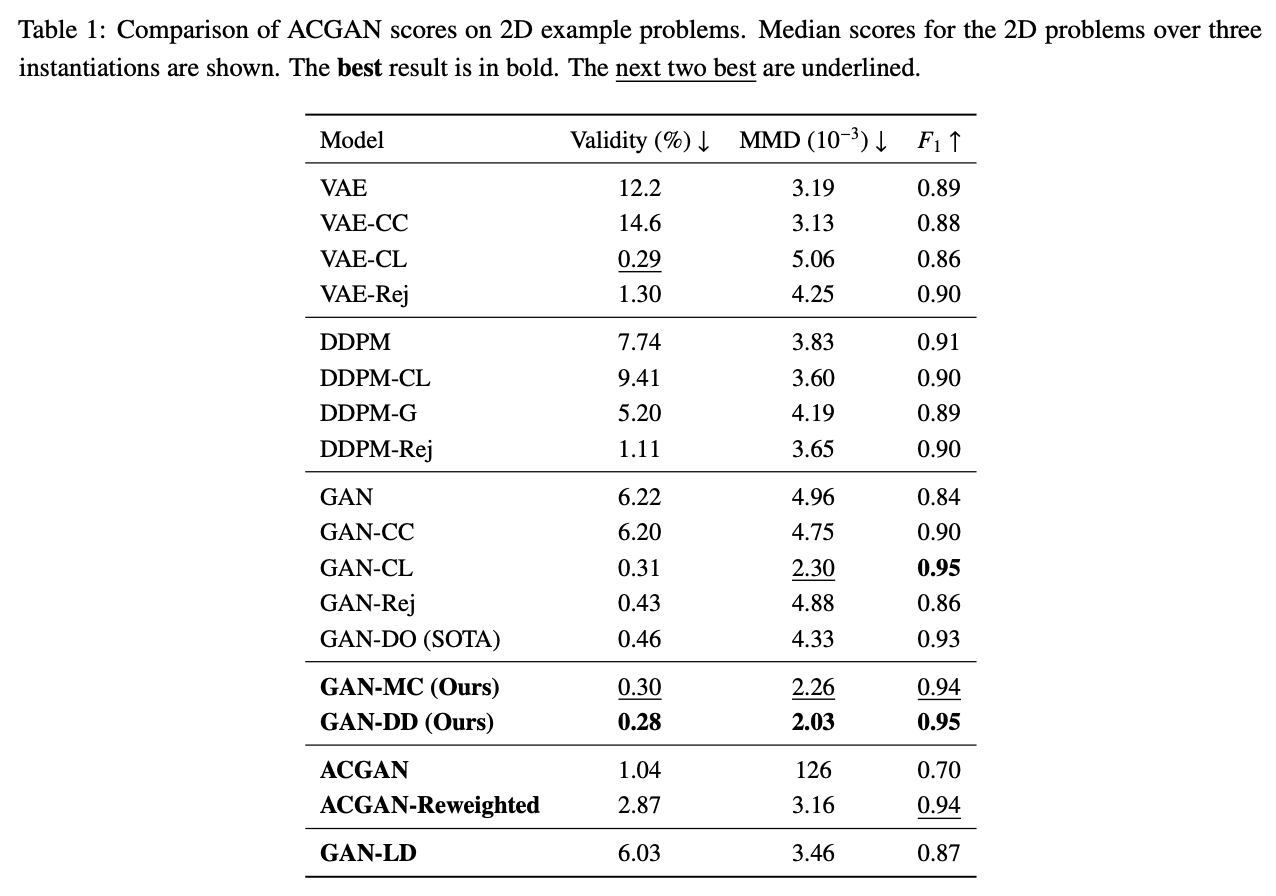 Table 1: Comparison of ACGAN scores on 2D example problems. Median scores for the 2D problems over three
instantiations are shown. The best result is in bold. The next two best are underlined.
Model Validity (%) ↓ MMD (10⁻³) ↓ F₁ ↑
VAE 12.2 3.19 0.89
VAE-CC 14.6 3.13 0.88
VAE-CL 0.29 5.06 0.86
VAE-Rej 1.30 4.25 0.90
DDPM 7.74 3.83 0.91
DDPM-CL 9.41 3.60 0.90
DDPM-G 5.20 4.19 0.89
DDPM-Rej 1.11 3.65 0.90
GAN 6.22 4.96 0.84
GAN-CC 6.20 4.75 0.90
GAN-CL 0.31 2.30 0.95
GAN-Rej 0.43 4.88 0.86
GAN-DO (SOTA) 0.46 4.33 0.93
GAN-MC (Ours) 0.30 2.26 0.94
GAN-DD (Ours) 0.28 2.03 0.95
ACGAN 1.04 126 0.70
ACGAN-Reweighted 2.87 3.16 0.94
GAN-LD 6.03 3.46 0.87